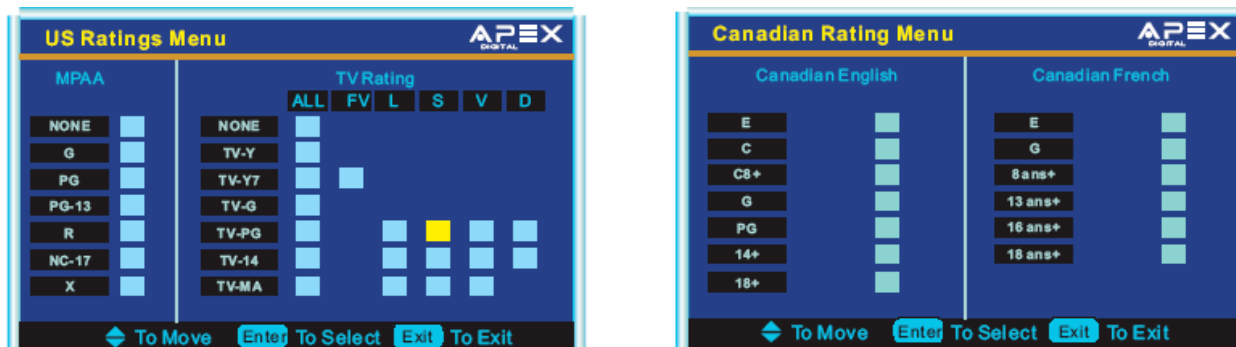 US Ratings Menu
APEX
DIGITAL
MPAA
TV Rating
ALL FV L S V D
NONE NONE
G TV-Y
PG TV-Y7
PG-13 TV-G
R TV-PG
NC-17 TV-14
X TV-MA
To Move Enter To Select Exit To Exit
Canadian Rating Menu
APEX
DIGITAL
Canadian English Canadian French
E E
C G
C8+ 8ans+
G 13 ans+
PG 16 ans+
14+ 18 ans+
18+
To Move Enter To Select Exit To Exit